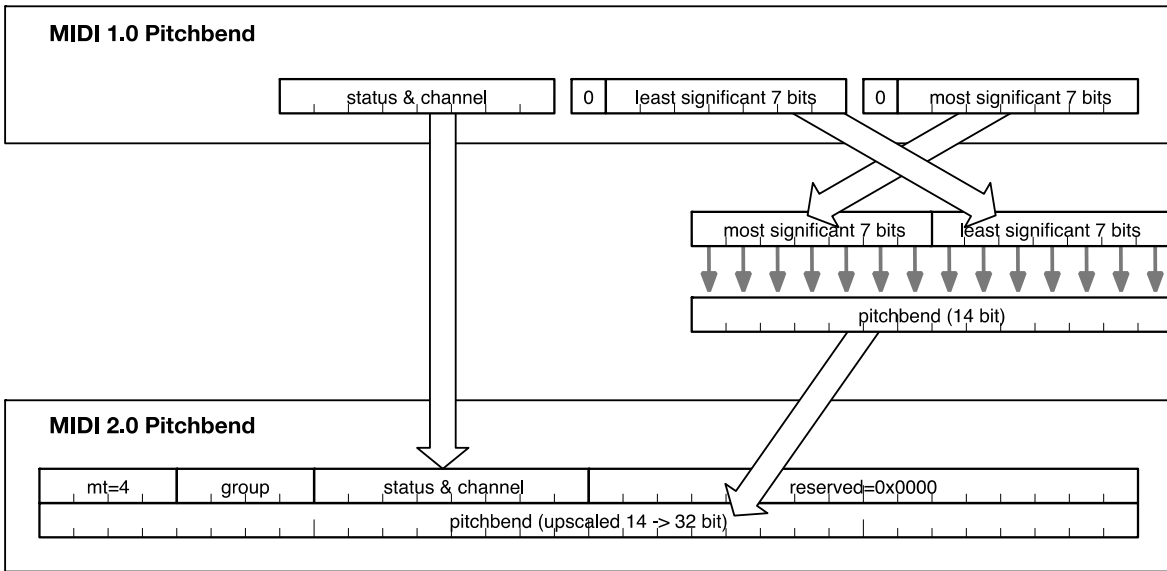 MIDI 1.0 Pitchbend
status & channel 0 least significant 7 bits 0 most significant 7 bits
most significant 7 bits least significant 7 bits
pitchbend (14 bit)
MIDI 2.0 Pitchbend
mt=4 group status & channel reserved=0x0000
pitchbend (upscaled 14 -> 32 bit)